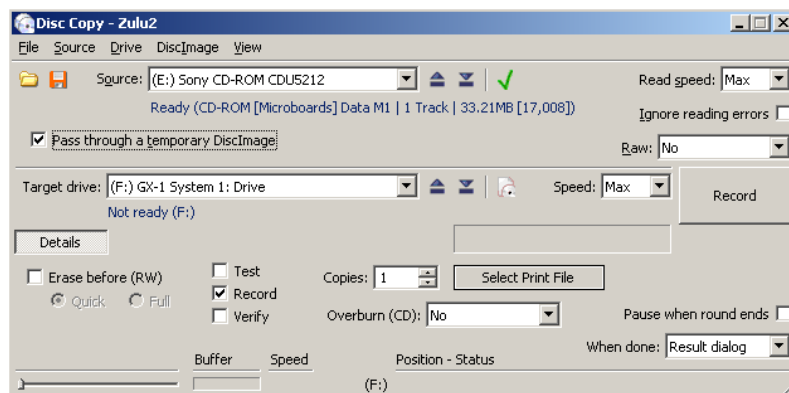 Disc Copy - Zulu2
File Source Drive DiscImage View
Source: (E:) Sony CD-ROM CDU5212 Read speed: Max
Ready (CD-ROM [Microboards] Data M1 | 1 Track | 33.21MB [17,008])
Ignore reading errors
Pass through a temporary DiscImage
Raw: No
Target drive: (F:) GX-1 System 1: Drive Speed: Max Record
Not ready (F:)
Details
Erase before (RW) Test Copies: 1 Select Print File
Quick Full Record
Verify Overburn (CD): No Pause when round ends
When done: Result dialog
Buffer Speed Position - Status
(F:)